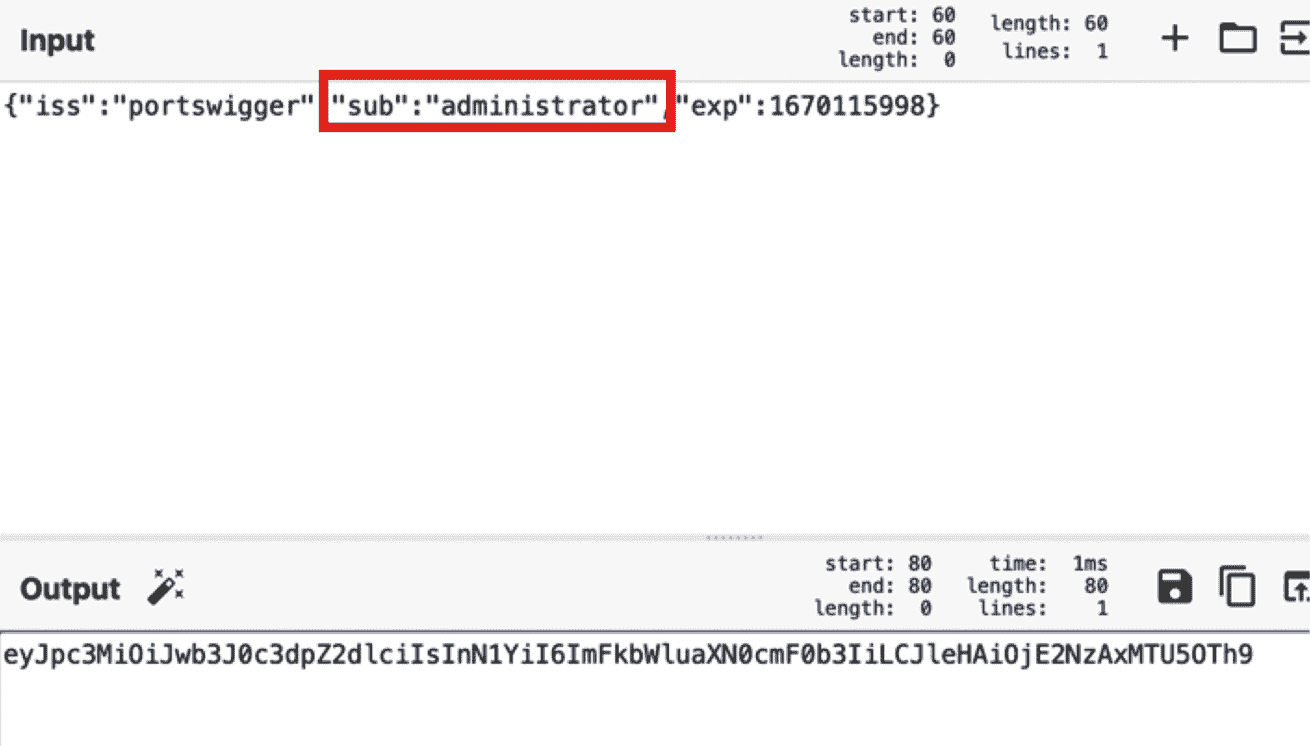 Input
start: 60
end: 60
length: 0
length: 60
lines: 1
{"iss":"portswigger" "sub":"administrator","exp":1670115998}
Output
start: 80
end: 80
length: 0
time: 1ms
length: 80
lines: 1
eyJpc3MiOiJwb3J0c3dpZ2dlciIsInN1YiI6ImFkbWluaXN0cmF0b3IiLCJleHAiOjE2NzAxMTU5OTh9